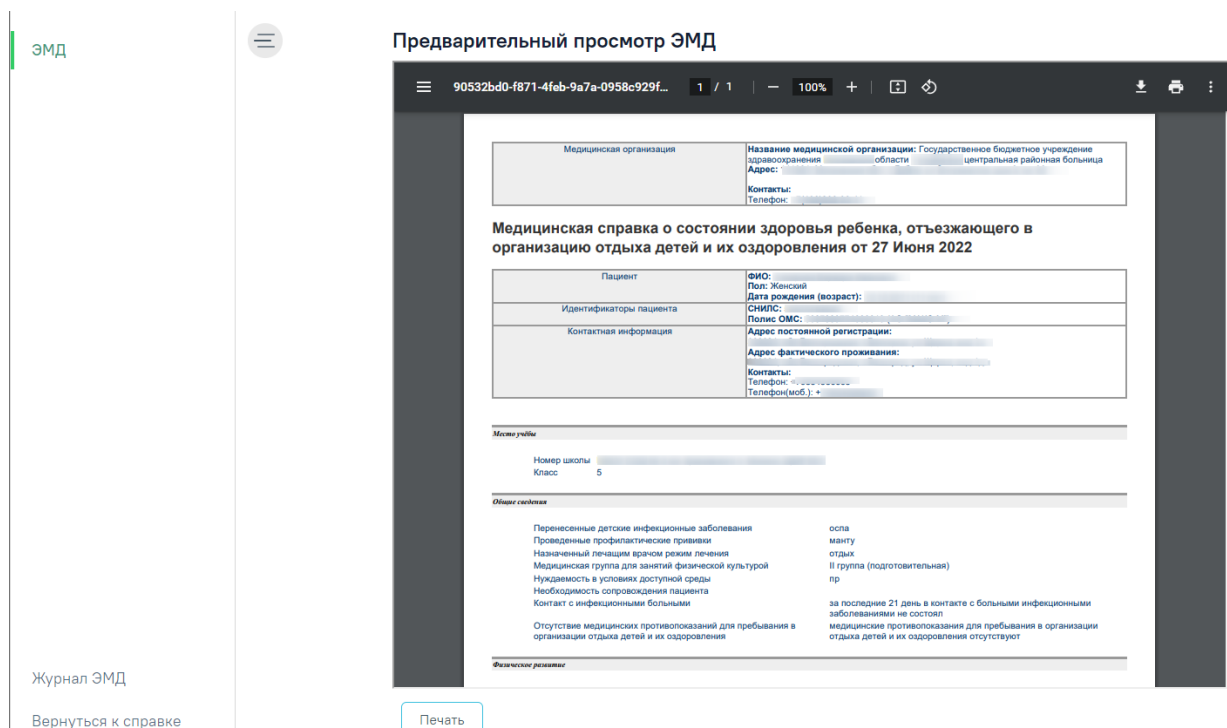 ЭМД
Предварительный просмотр ЭМД
90532bd0-f871-4feb-9a7a-0958c929f... 1 / 1 — 100% +
Медицинская организация
Название медицинской организации: Государственное бюджетное учреждение
здравоохранения области центральная районная больница
Адрес:
Контакты:
Телефон:
Медицинская справка о состоянии здоровья ребенка, отъезжающего в
организацию отдыха детей и их оздоровления от 27 Июня 2022
Пациент
ФИО:
Пол: Женский
Дата рождения (возраст):
Идентификаторы пациента
СНИЛС:
Полис ОМС:
Контактная информация
Адрес постоянной регистрации:
Адрес фактического проживания:
Контакты:
Телефон:
Телефон(моб.): +
Место учёбы
Номер школы
Класс 5
Общие сведения
Перенесенные детские инфекционные заболевания оспа
Проведенные профилактические прививки манту
Назначенный лечащим врачом режим лечения отдых
Медицинская группа для занятий физической культурой II группа (подготовительная)
Нуждаемость в условиях доступной среды пр
Необходимость сопровождения пациента
Контакт с инфекционными больными за последние 21 день в контакте с больными инфекционными
заболеваниями не состоял
Отсутствие медицинских противопоказаний для пребывания в медицинские противопоказания для пребывания в организации
организации отдыха детей и их оздоровления отдыха детей и их оздоровления отсутствуют
Физическое развитие
Журнал ЭМД
Вернуться к справке
Печать